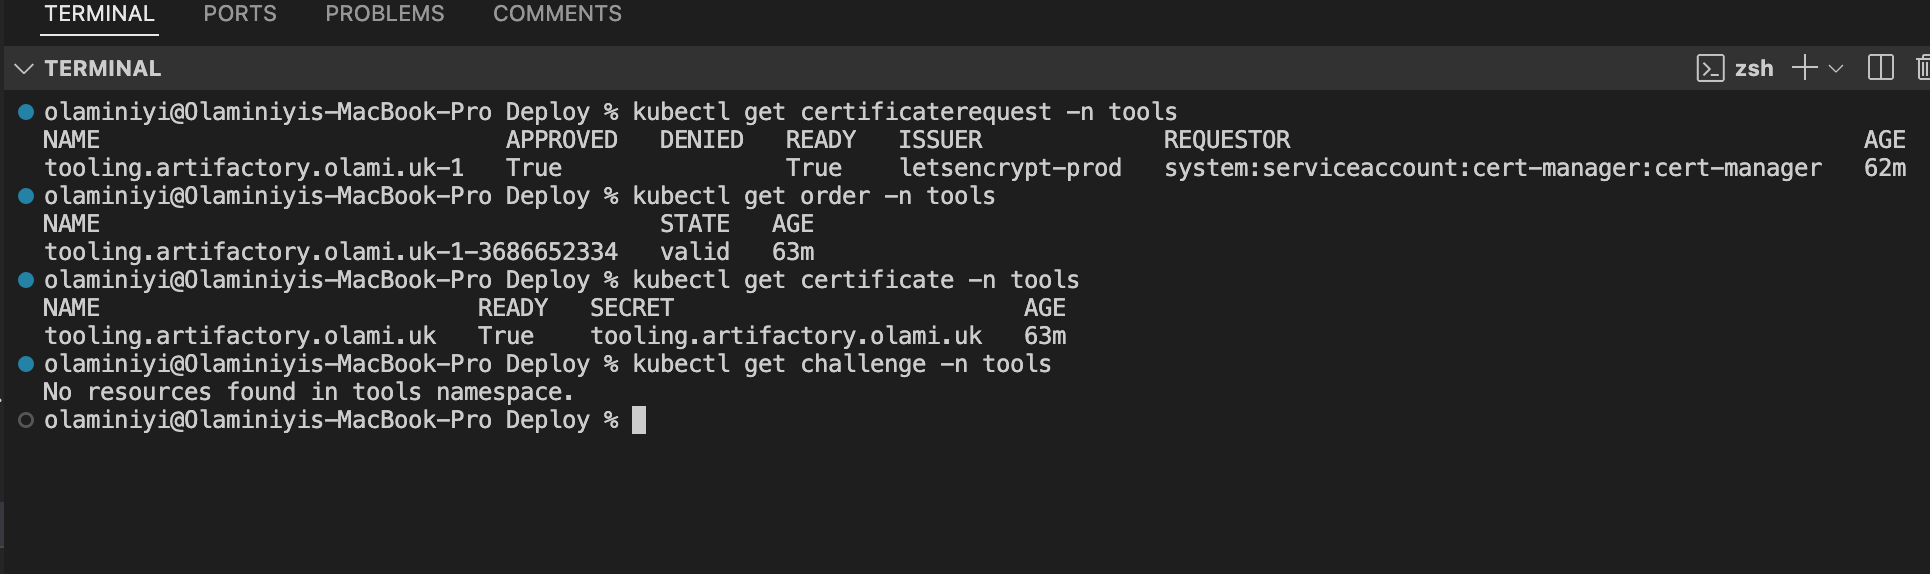 TERMINAL PORTS PROBLEMS COMMENTS
TERMINAL zsh
olaminiyi@Olaminiyis-MacBook-Pro Deploy % kubectl get certificaterequest -n tools
NAME APPROVED DENIED READY ISSUER REQUESTOR AGE
tooling.artifactory.olami.uk-1 True True letsencrypt-prod system:serviceaccount:cert-manager:cert-manager 62m
olaminiyi@Olaminiyis-MacBook-Pro Deploy % kubectl get order -n tools
NAME STATE AGE
tooling.artifactory.olami.uk-1-3686652334 valid 63m
olaminiyi@Olaminiyis-MacBook-Pro Deploy % kubectl get certificate -n tools
NAME READY SECRET AGE
tooling.artifactory.olami.uk True tooling.artifactory.olami.uk 63m
olaminiyi@Olaminiyis-MacBook-Pro Deploy % kubectl get challenge -n tools
No resources found in tools namespace.
olaminiyi@Olaminiyis-MacBook-Pro Deploy %